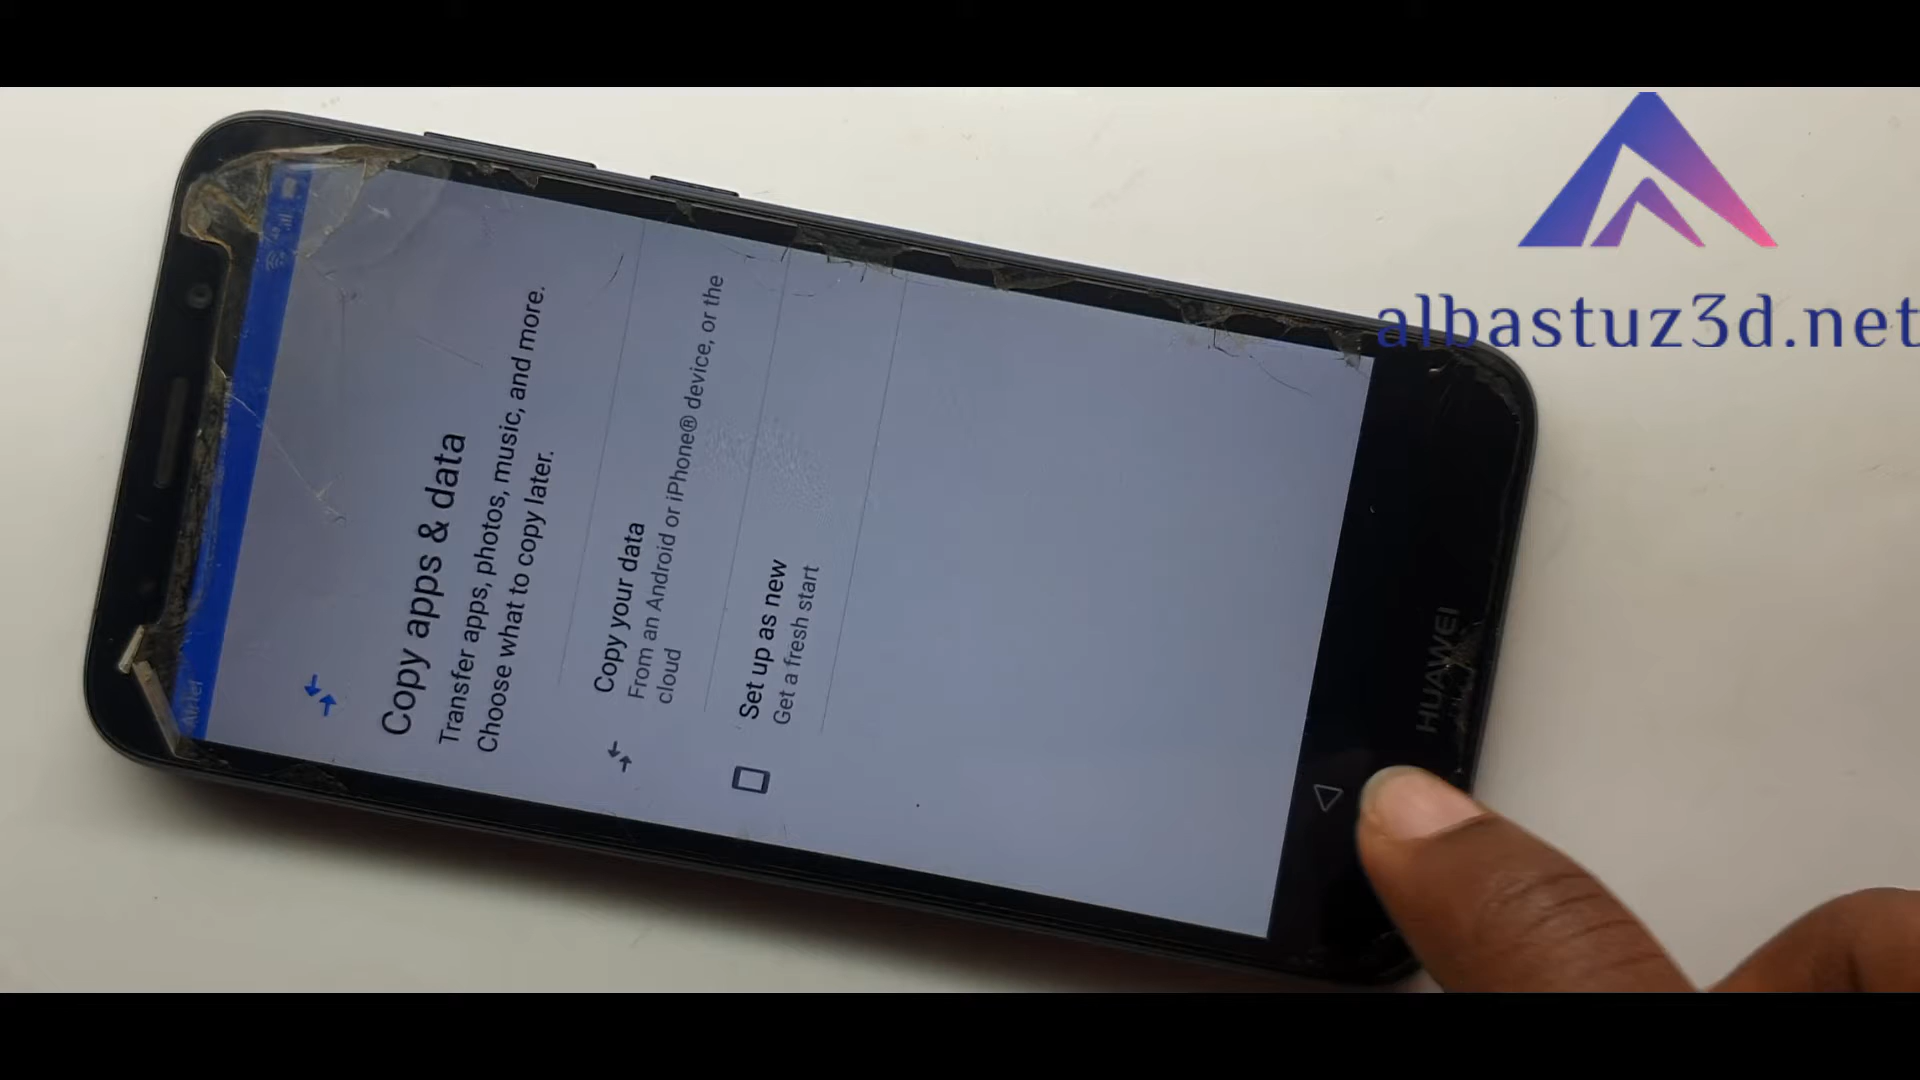 Airtel
Copy apps & data
Transfer apps, photos, music, and more.
Choose what to copy later.
Copy your data
From an Android or iPhone® device, or the
cloud
Set up as new
Get a fresh start
HUAWEI
albastuz3d.net